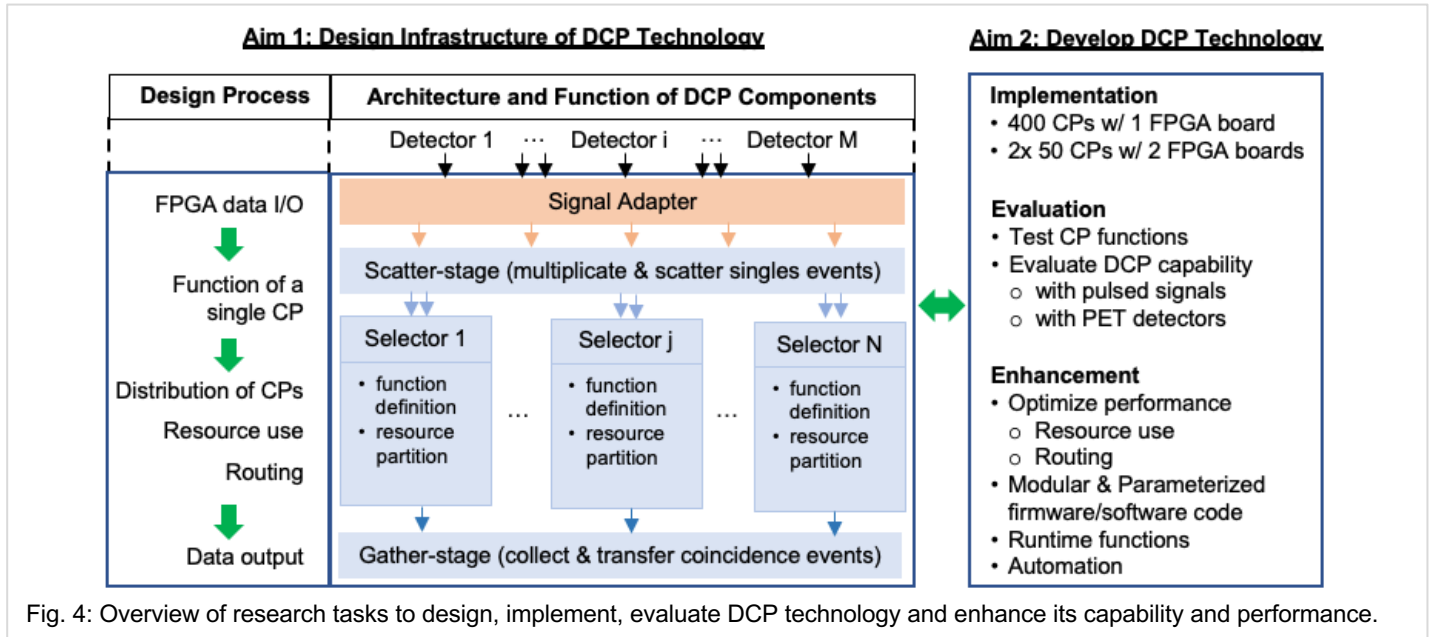 Aim 1: Design Infrastructure of DCP Technology
Aim 2: Develop DCP Technology
Design Process
Architecture and Function of DCP Components
Detector 1 ... Detector i ... Detector M
FPGA data I/O
Function of a
single CP
Distribution of CPs
Resource use
Routing
Data output
Signal Adapter
Scatter-stage (multiplicate & scatter singles events)
Selector 1
• function
definition
• resource
partition
...
Selector j
• function
definition
• resource
partition
...
Selector N
• function
definition
• resource
partition
Gather-stage (collect & transfer coincidence events)
Implementation
• 400 CPs w/ 1 FPGA board
• 2x 50 CPs w/ 2 FPGA boards
Evaluation
• Test CP functions
• Evaluate DCP capability
o with pulsed signals
o with PET detectors
Enhancement
• Optimize performance
o Resource use
o Routing
• Modular & Parameterized
firmware/software code
• Runtime functions
• Automation
Fig. 4: Overview of research tasks to design, implement, evaluate DCP technology and enhance its capability and performance.